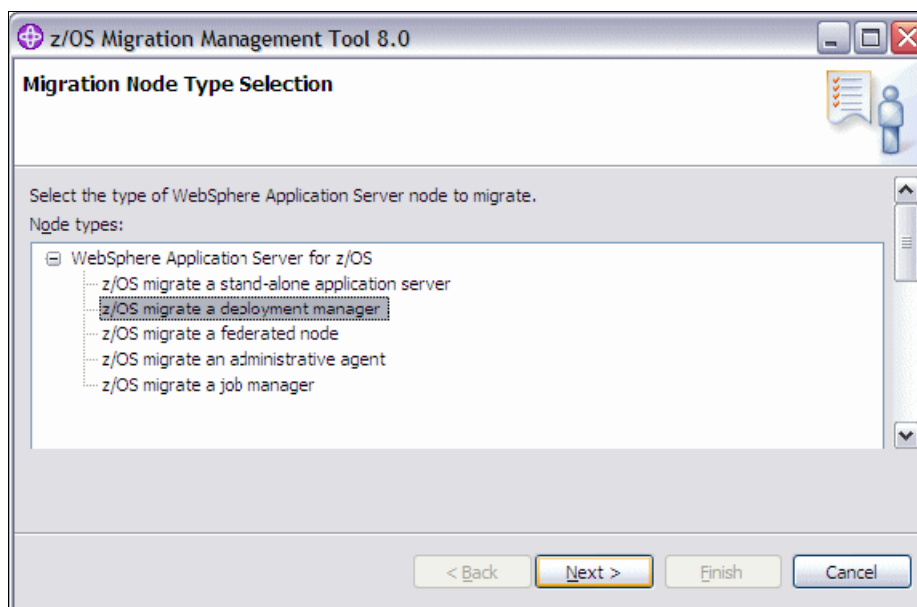 z/OS Migration Management Tool 8.0
Migration Node Type Selection
Select the type of WebSphere Application Server node to migrate.
Node types:
WebSphere Application Server for z/OS
z/OS migrate a stand-alone application server
z/OS migrate a deployment manager
z/OS migrate a federated node
z/OS migrate an administrative agent
z/OS migrate a job manager
< Back Next > Finish Cancel